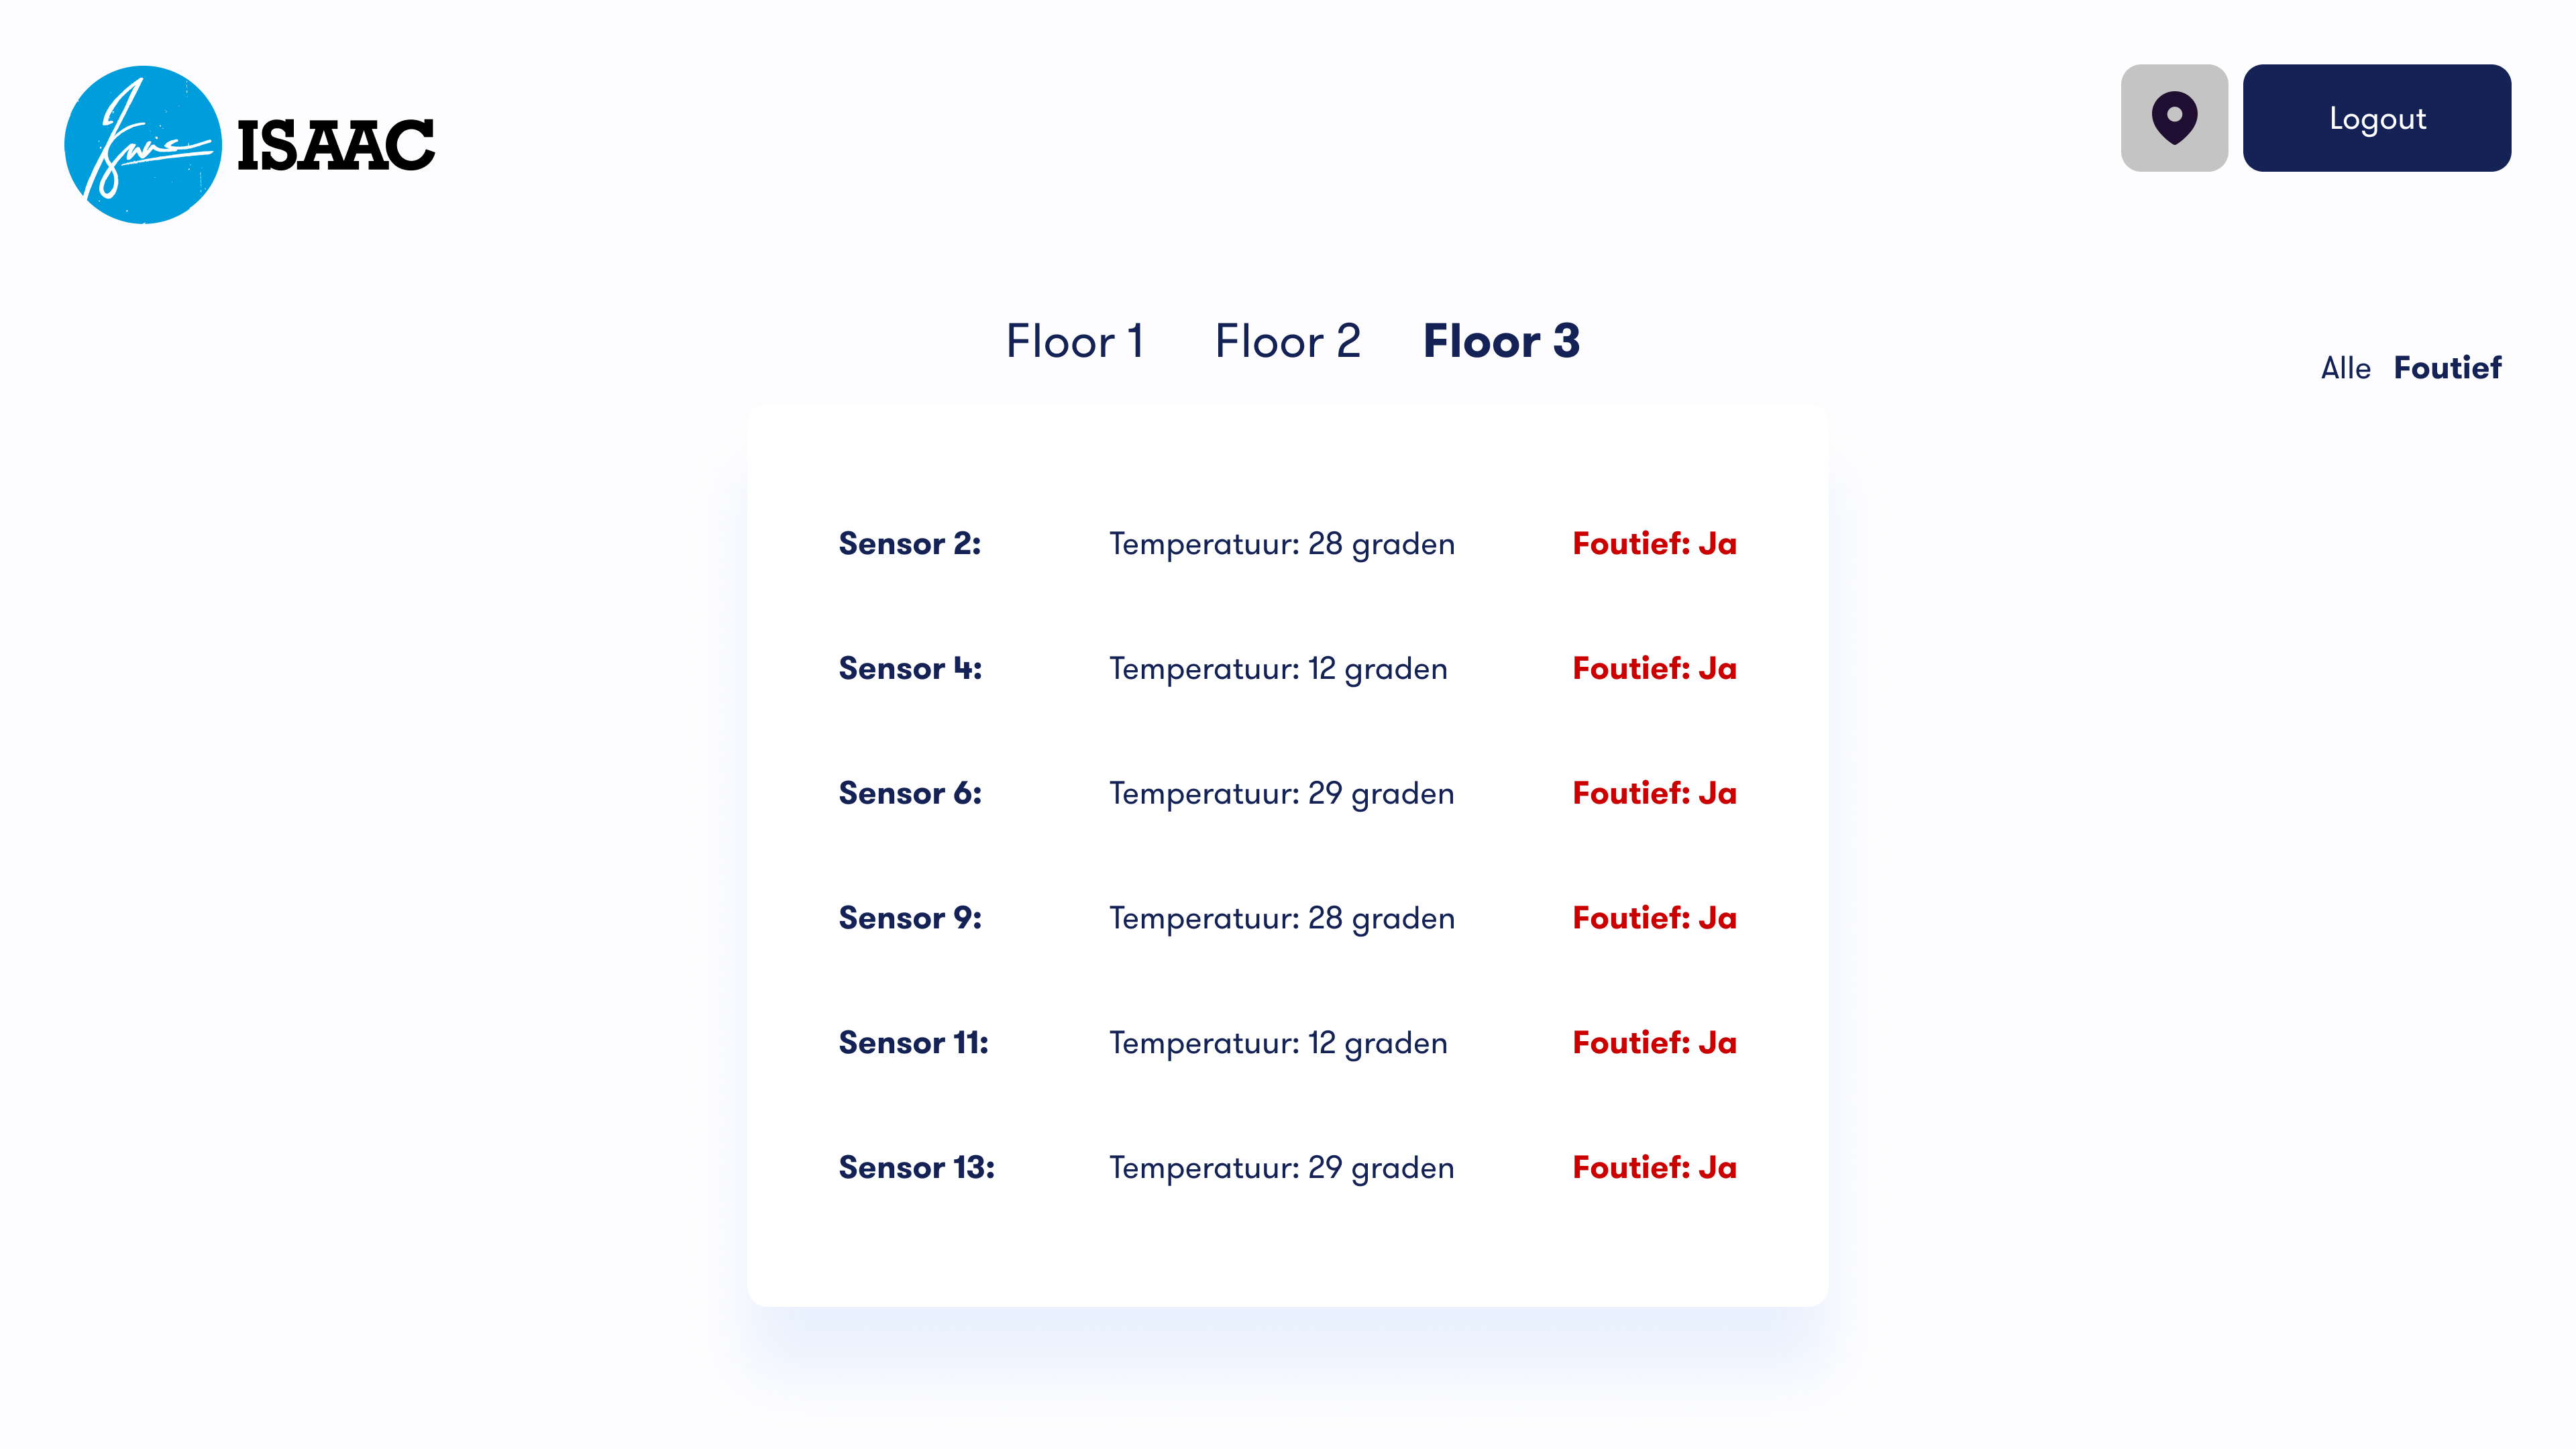 ISAAC
Logout
Floor 1 Floor 2 Floor 3
Alle Foutief
Sensor 2: Temperatuur: 28 graden Foutief: Ja
Sensor 4: Temperatuur: 12 graden Foutief: Ja
Sensor 6: Temperatuur: 29 graden Foutief: Ja
Sensor 9: Temperatuur: 28 graden Foutief: Ja
Sensor 11: Temperatuur: 12 graden Foutief: Ja
Sensor 13: Temperatuur: 29 graden Foutief: Ja